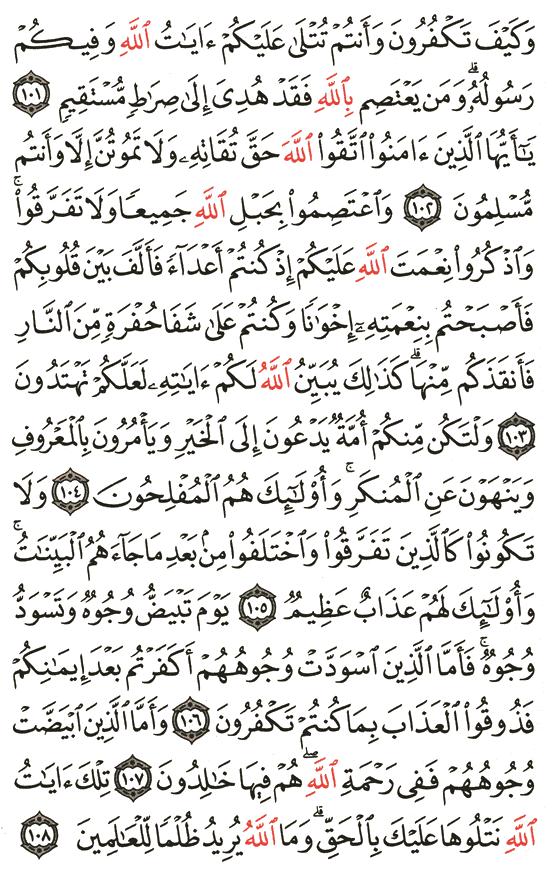 وَكَيْفَ تَكْفُرُونَ وَأَنتُمْ تُتْلَىٰ عَلَيْكُمْ ءَايَـٰتُ ٱللَّهِ وَفِيكُمْ
رَسُولُهُۥ ۗ وَمَن يَعْتَصِم بِٱللَّهِ فَقَدْ هُدِىَ إِلَىٰ صِرَٰطٍ مُّسْتَقِيمٍ ١٠١
يَـٰٓأَيُّهَا ٱلَّذِينَ ءَامَنُوا۟ ٱتَّقُوا۟ ٱللَّهَ حَقَّ تُقَاتِهِۦ وَلَا تَمُوتُنَّ إِلَّا وَأَنتُم
مُّسْلِمُونَ ١٠٢ وَٱعْتَصِمُوا۟ بِحَبْلِ ٱللَّهِ جَمِيعًا وَلَا تَفَرَّقُوا۟ ۚ
وَٱذْكُرُوا۟ نِعْمَتَ ٱللَّهِ عَلَيْكُمْ إِذْ كُنتُمْ أَعْدَآءً فَأَلَّفَ بَيْنَ قُلُوبِكُمْ
فَأَصْبَحْتُم بِنِعْمَتِهِۦٓ إِخْوَٰنًا وَكُنتُمْ عَلَىٰ شَفَا حُفْرَةٍ مِّنَ ٱلنَّارِ
فَأَنقَذَكُم مِّنْهَا ۗ كَذَٰلِكَ يُبَيِّنُ ٱللَّهُ لَكُمْ ءَايَـٰتِهِۦ لَعَلَّكُمْ تَهْتَدُونَ
١٠٣ وَلْتَكُن مِّنكُمْ أُمَّةٌ يَدْعُونَ إِلَى ٱلْخَيْرِ وَيَأْمُرُونَ بِٱلْمَعْرُوفِ
وَيَنْهَوْنَ عَنِ ٱلْمُنكَرِ ۚ وَأُو۟لَـٰٓئِكَ هُمُ ٱلْمُفْلِحُونَ ١٠٤ وَلَا
تَكُونُوا۟ كَٱلَّذِينَ تَفَرَّقُوا۟ وَٱخْتَلَفُوا۟ مِنۢ بَعْدِ مَا جَآءَهُمُ ٱلْبَيِّنَـٰتُ ۚ
وَأُو۟لَـٰٓئِكَ لَهُمْ عَذَابٌ عَظِيمٌ ١٠٥ يَوْمَ تَبْيَضُّ وُجُوهٌ وَتَسْوَدُّ
وُجُوهٌ ۚ فَأَمَّا ٱلَّذِينَ ٱسْوَدَّتْ وُجُوهُهُمْ أَكَفَرْتُم بَعْدَ إِيمَـٰنِكُمْ
فَذُوقُوا۟ ٱلْعَذَابَ بِمَا كُنتُمْ تَكْفُرُونَ ١٠٦ وَأَمَّا ٱلَّذِينَ ٱبْيَضَّتْ
وُجُوهُهُمْ فَفِى رَحْمَةِ ٱللَّهِ ۖ هُمْ فِيهَا خَـٰلِدُونَ ١٠٧ تِلْكَ ءَايَـٰتُ
ٱللَّهِ نَتْلُوهَا عَلَيْكَ بِٱلْحَقِّ ۗ وَمَا ٱللَّهُ يُرِيدُ ظُلْمًا لِّلْعَـٰلَمِينَ ١٠٨